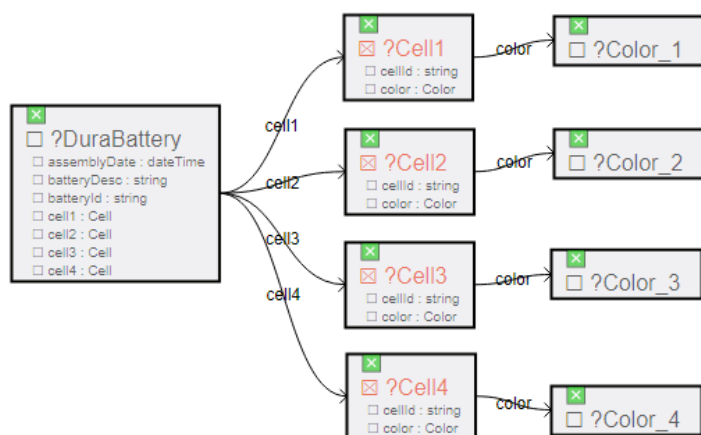 ?DuraBattery
assemblyDate : dateTime
batteryDesc : string
batteryId : string
cell1 : Cell
cell2 : Cell
cell3 : Cell
cell4 : Cell
cell1
cell2
cell3
cell4
?Cell1
cellId : string
color : Color
color
?Color_1
?Cell2
cellId : string
color : Color
color
?Color_2
?Cell3
cellId : string
color : Color
color
?Color_3
?Cell4
cellId : string
color : Color
color
?Color_4